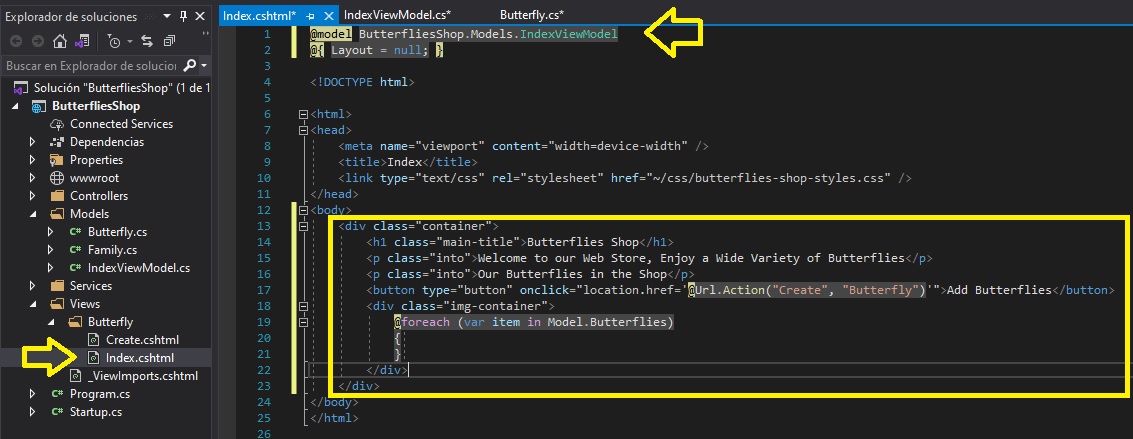 Explorador de soluciones
Buscar en Explorador de solucione
Solución "ButterfliesShop" (1 de 1
ButterfliesShop
Connected Services
Dependencias
Properties
wwwroot
Controllers
Models
C# Butterfly.cs
C# Family.cs
C# IndexViewModel.cs
Services
Views
Butterfly
Create.cshtml
Index.cshtml
_ViewImports.cshtml
C# Program.cs
C# Startup.cs
Index.cshtml* IndexViewModel.cs* Butterfly.cs*
1 @model ButterfliesShop.Models.IndexViewModel
2 @{ Layout = null; }
3
4 <!DOCTYPE html>
5
6 <html>
7 <head>
8 <meta name="viewport" content="width=device-width" />
9 <title>Index</title>
10 <link type="text/css" rel="stylesheet" href="~/css/butterflies-shop-styles.css" />
11 </head>
12 <body>
13 <div class="container">
14 <h1 class="main-title">Butterflies Shop</h1>
15 <p class="into">Welcome to our Web Store, Enjoy a Wide Variety of Butterflies</p>
16 <p class="into">Our Butterflies in the Shop</p>
17 <button type="button" onclick="location.href='@Url.Action("Create", "Butterfly")'">Add Butterflies</button>
18 <div class="img-container">
19 @foreach (var item in Model.Butterflies)
20 {
21 }
22 </div>
23 </div>
24 </body>
25 </html>
26